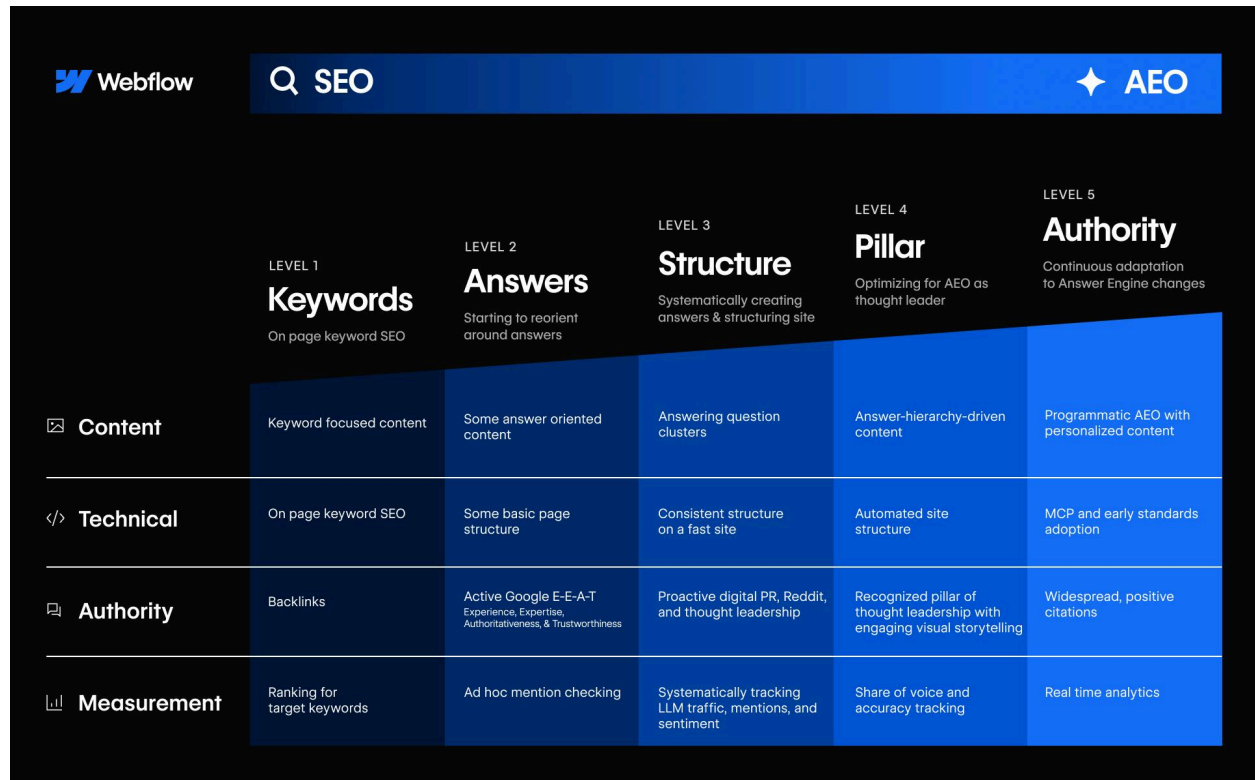 Webflow
SEO
AEO
LEVEL 1
Keywords
On page keyword SEO
LEVEL 2
Answers
Starting to reorient
around answers
LEVEL 3
Structure
Systematically creating
answers & structuring site
LEVEL 4
Pillar
Optimizing for AEO as
thought leader
LEVEL 5
Authority
Continuous adaptation
to Answer Engine changes
Content
Keyword focused content
Some answer oriented
content
Answering question
clusters
Answer-hierarchy-driven
content
Programmatic AEO with
personalized content
Technical
On page keyword SEO
Some basic page
structure
Consistent structure
on a fast site
Automated site
structure
MCP and early standards
adoption
Authority
Backlinks
Active Google E-E-A-T
Experience, Expertise,
Authoritativeness, & Trustworthiness
Proactive digital PR, Reddit,
and thought leadership
Recognized pillar of
thought leadership with
engaging visual storytelling
Widespread, positive
citations
Measurement
Ranking for
target keywords
Ad hoc mention checking
Systematically tracking
LLM traffic, mentions, and
sentiment
Share of voice and
accuracy tracking
Real time analytics